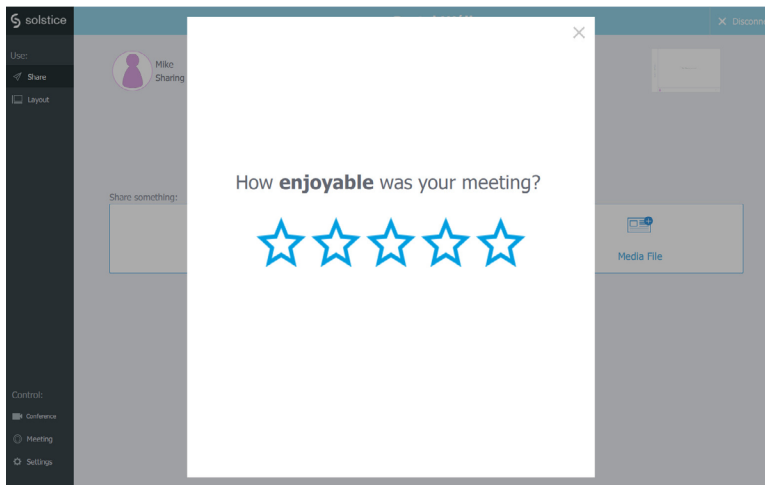 solstice
Disconne
Use:
Share
Layout
Mike
Sharing
How enjoyable was your meeting?
Share something:
Media File
Control:
Conference
Meeting
Settings